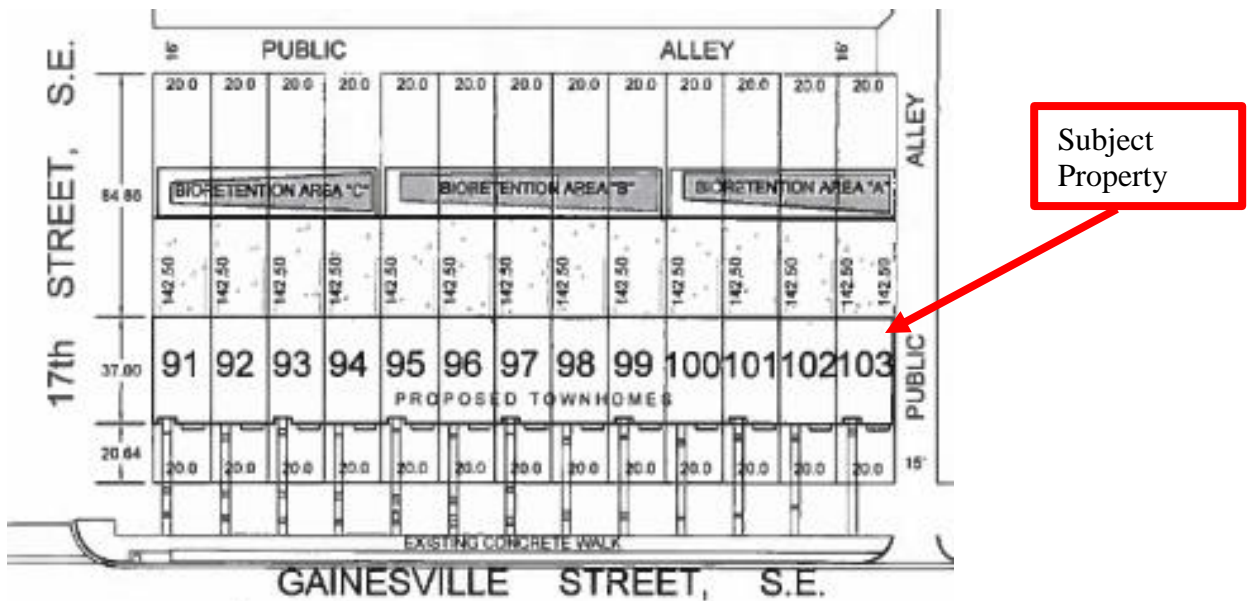 16' PUBLIC ALLEY 16'
20.0 20.0 20.0 20.0 20.0 20.0 20.0 20.0 20.0 20.0 20.0 20.0 20.0
17th STREET, S.E.
84.86
37.00
20.64
BIORETENTION AREA "C" BIORETENTION AREA "B" BIORETENTION AREA "A"
142.50 142.50 142.50 142.50 142.50 142.50 142.50 142.50 142.50 142.50 142.50 142.50 142.50 142.50
91 92 93 94 95 96 97 98 99 100 101 102 103
PROPOSED TOWNHOMES
20.0 20.0 20.0 20.0 20.0 20.0 20.0 20.0 20.0 20.0 20.0 20.0 20.0
15' PUBLIC ALLEY
EXISTING CONCRETE WALK
GAINESVILLE STREET, S.E.
Subject
Property